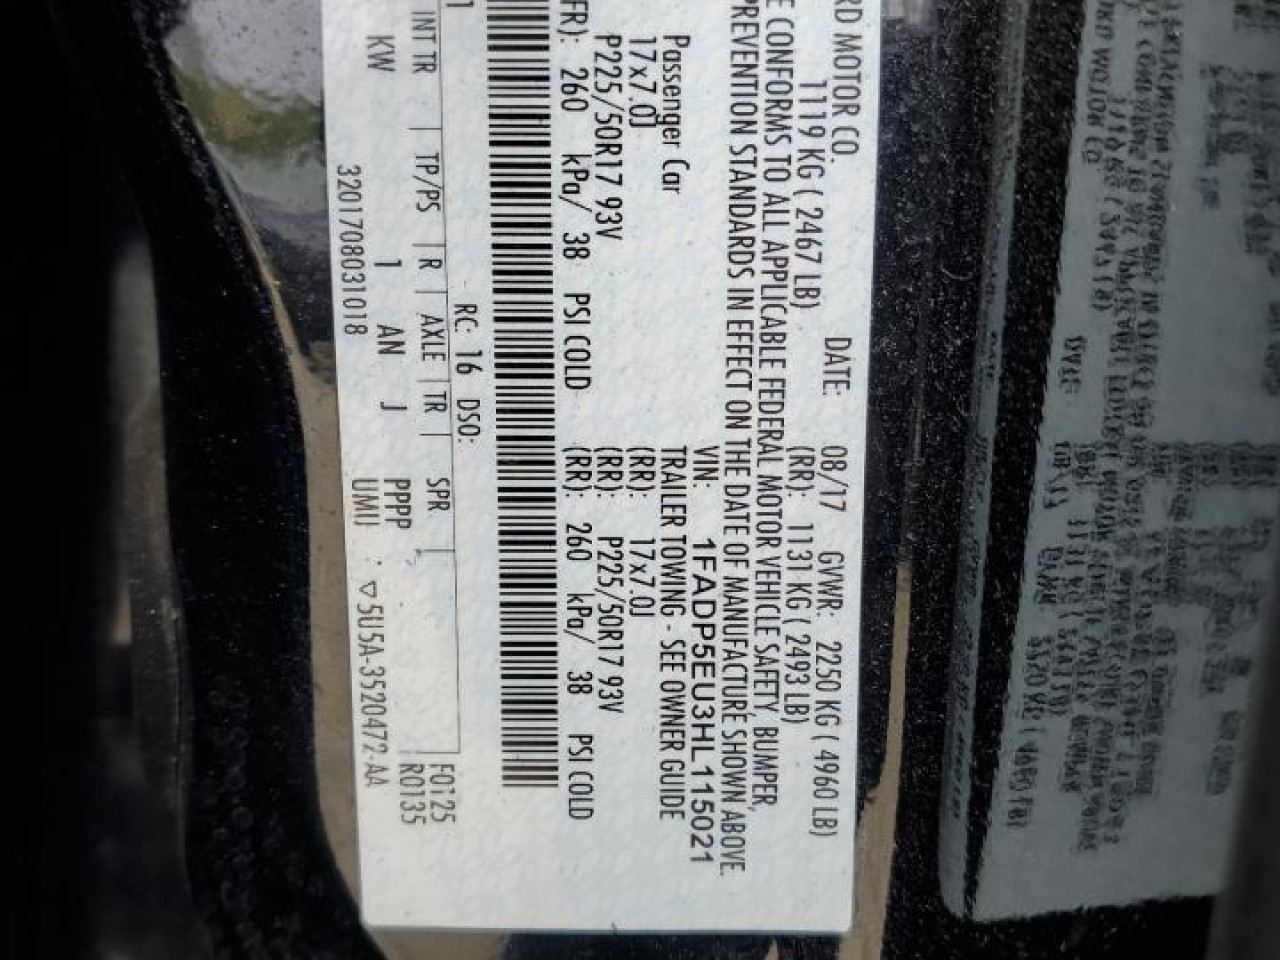 RD MOTOR CO.
DATE: 08/17 GVWR: 2250 KG ( 4960 LB)
1119 KG ( 2467 LB) (RR): 1131 KG ( 2493 LB)
E CONFORMS TO ALL APPLICABLE FEDERAL MOTOR VEHICLE SAFETY, BUMPER,
PREVENTION STANDARDS IN EFFECT ON THE DATE OF MANUFACTURE SHOWN ABOVE.
VIN: 1FADP5EU3HL115021
Passenger Car TRAILER TOWING - SEE OWNER GUIDE
17x7.0J (RR): 17x7.0J
P225/50R17 93V (RR): P225/50R17 93V
FR): 260 kPa/ 38 PSI COLD (RR): 260 kPa/ 38 PSI COLD
RC: 16 DSO:
F0125
INT TR TP/PS R AXLE TR SPR R0135
KW 1 AN J PPPP
UMIJ : ▽5U5A-3520472-AA
3201708031018